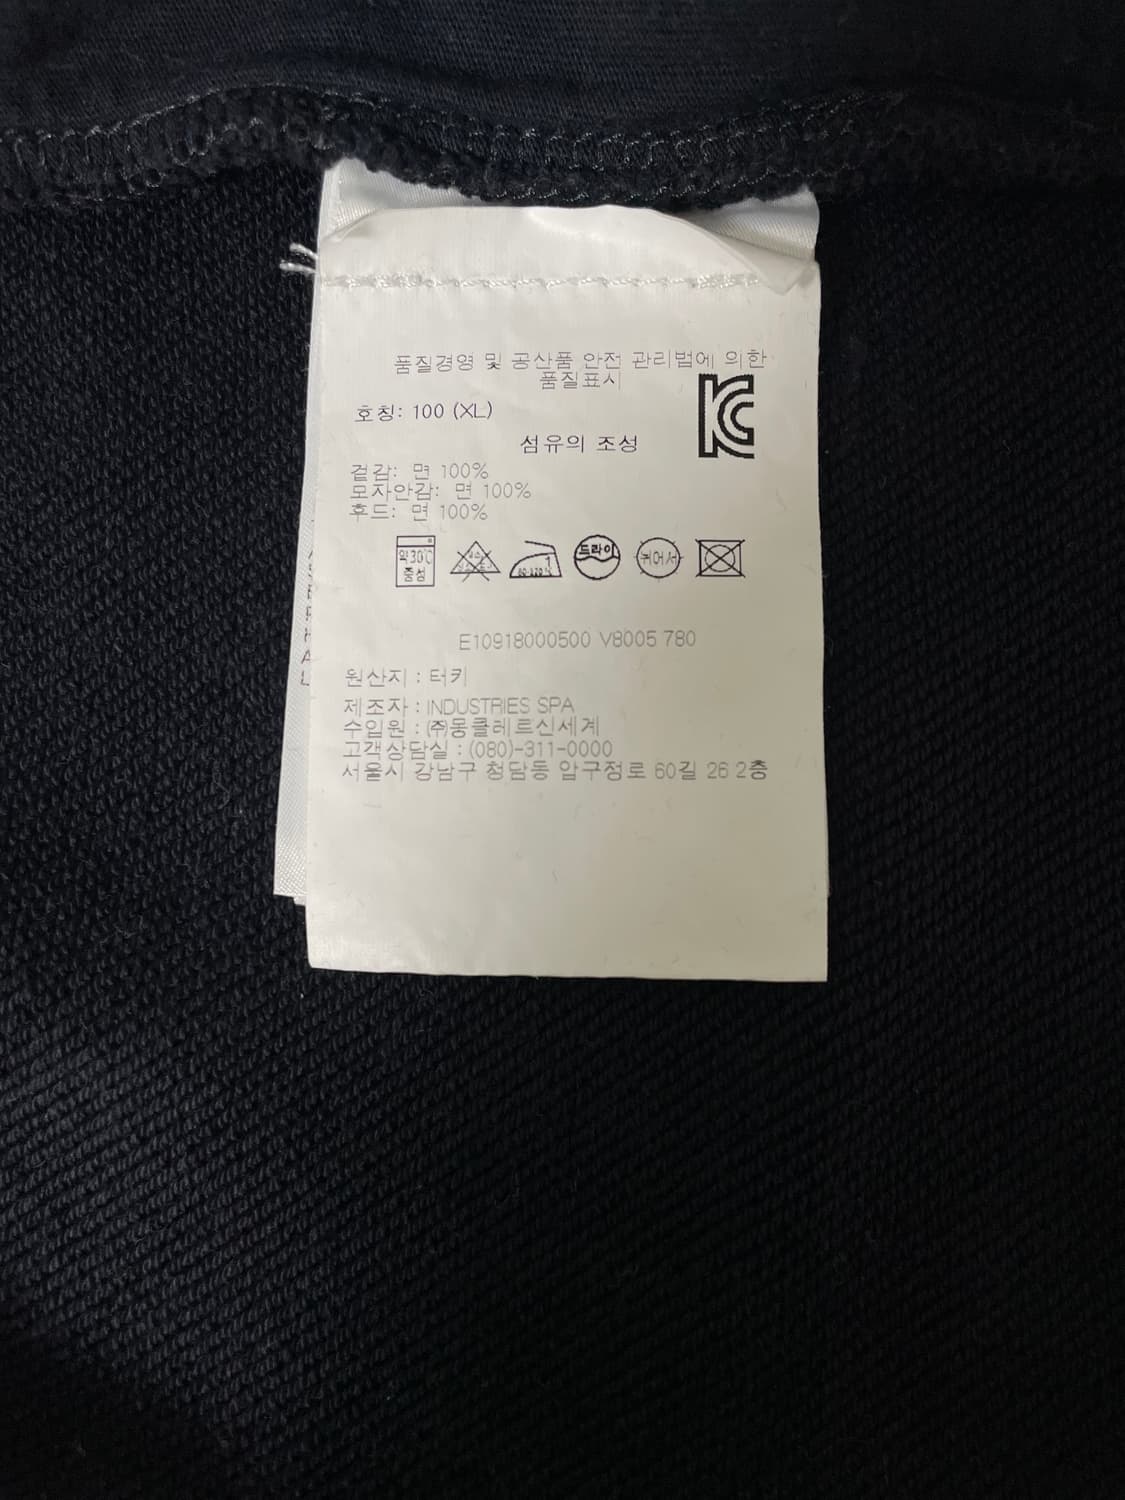 품질경영 및 공산품 안전 관리법에 의한
품질표시
호칭: 100 (XL)
섬유의 조성
겉감: 면 100%
모자안감: 면 100%
후드: 면 100%
약30℃
중성
1
80-120℃
드라이
뉘어서
E10918000500 V8005 780
원산지 : 터키
제조자 : INDUSTRIES SPA
수입원 : (주)몽클레르신세계
고객상담실 : (080)-311-0000
서울시 강남구 청담동 압구정로 60길 26 2층